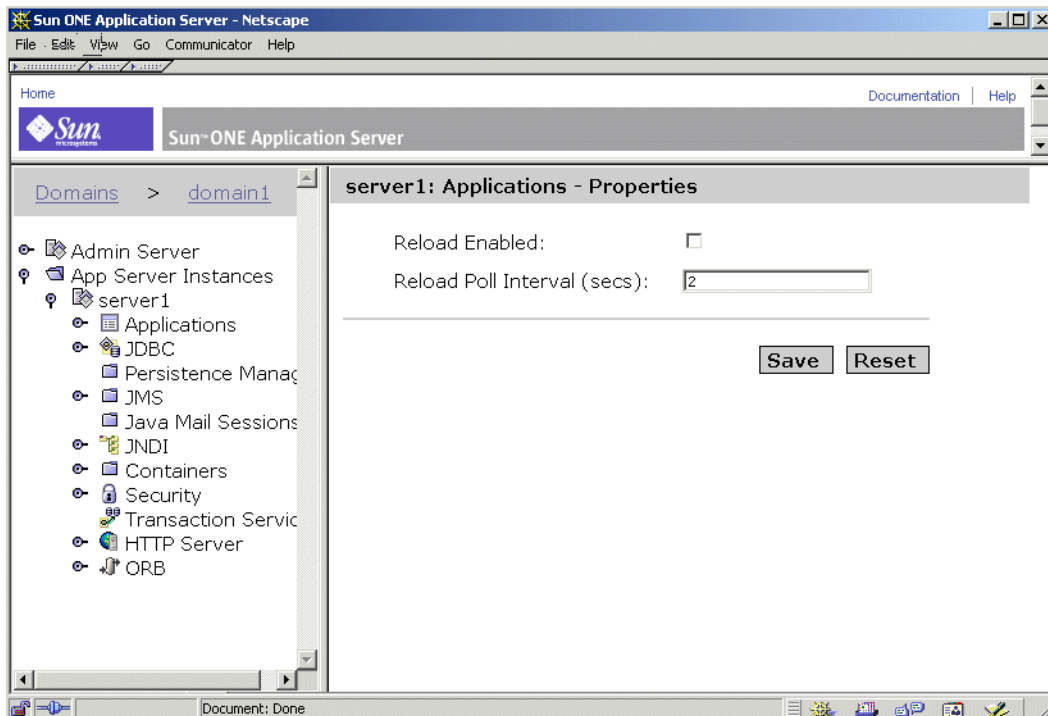 Sun ONE Application Server - Netscape
File Edit View Go Communicator Help
Home
Documentation | Help
Sun
microsystems
Sun™ ONE Application Server
Domains > domain1
Admin Server
App Server Instances
server1
Applications
JDBC
Persistence Manag
JMS
Java Mail Sessions
JNDI
Containers
Security
Transaction Servic
HTTP Server
ORB
server1: Applications - Properties
Reload Enabled:
Reload Poll Interval (secs): 2
Save Reset
Document: Done